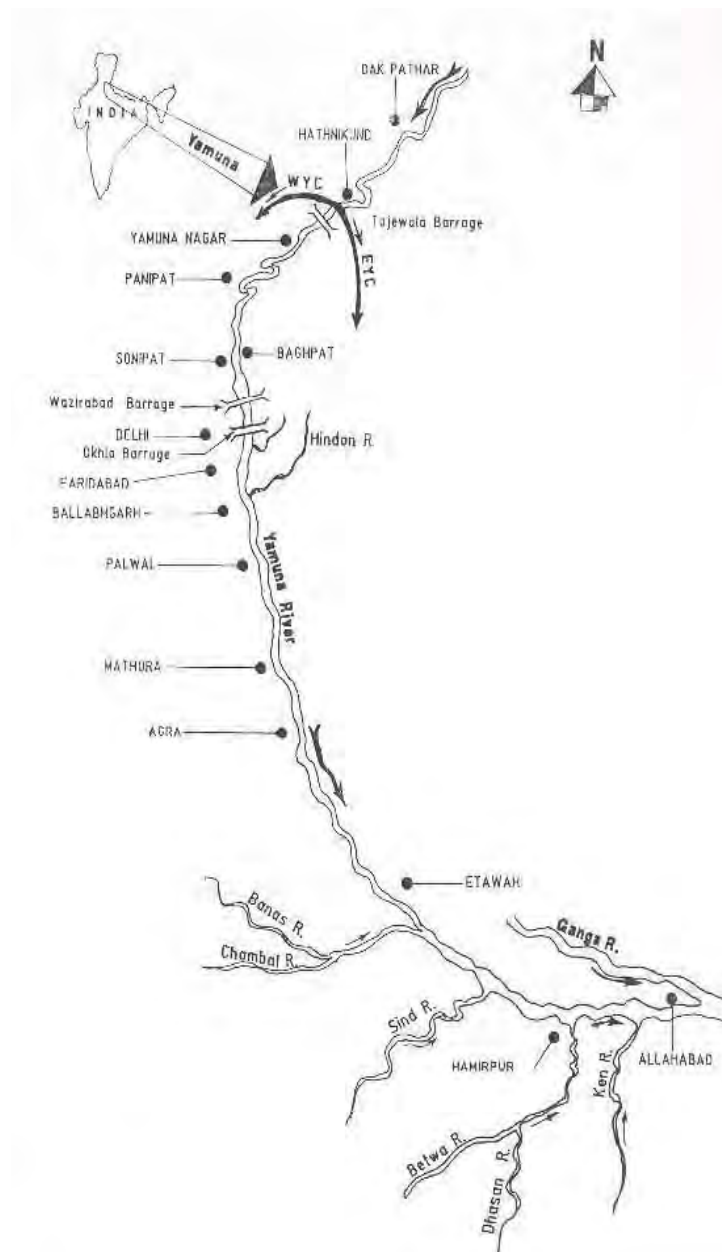 N
DAK PATHAR
INDIA
HATHNIKUND
Yamuna
WYC
Tajewala Barrage
YAMUNA NAGAR
EYC
PANIPAT
SONIPAT
BAGHPAT
Wazirabad Barrage
DELHI
Hindon R.
Okhla Barrage
FARIDABAD
BALLABHGARH
Yamuna River
PALWAL
MATHURA
AGRA
ETAWAH
Banas R.
Ganga R.
Chambal R.
Sind R.
HAMIRPUR
Ken R.
ALLAHABAD
Betwa R.
Dhasan R.